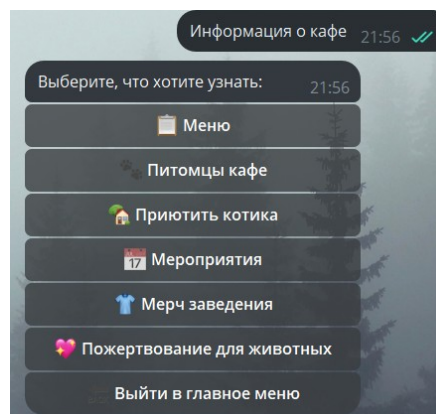 Информация о кафе 21:56
Выберите, что хотите узнать: 21:56
Меню
Питомцы кафе
Приютить котика
17 Мероприятия
Мерч заведения
Пожертвование для животных
Выйти в главное меню